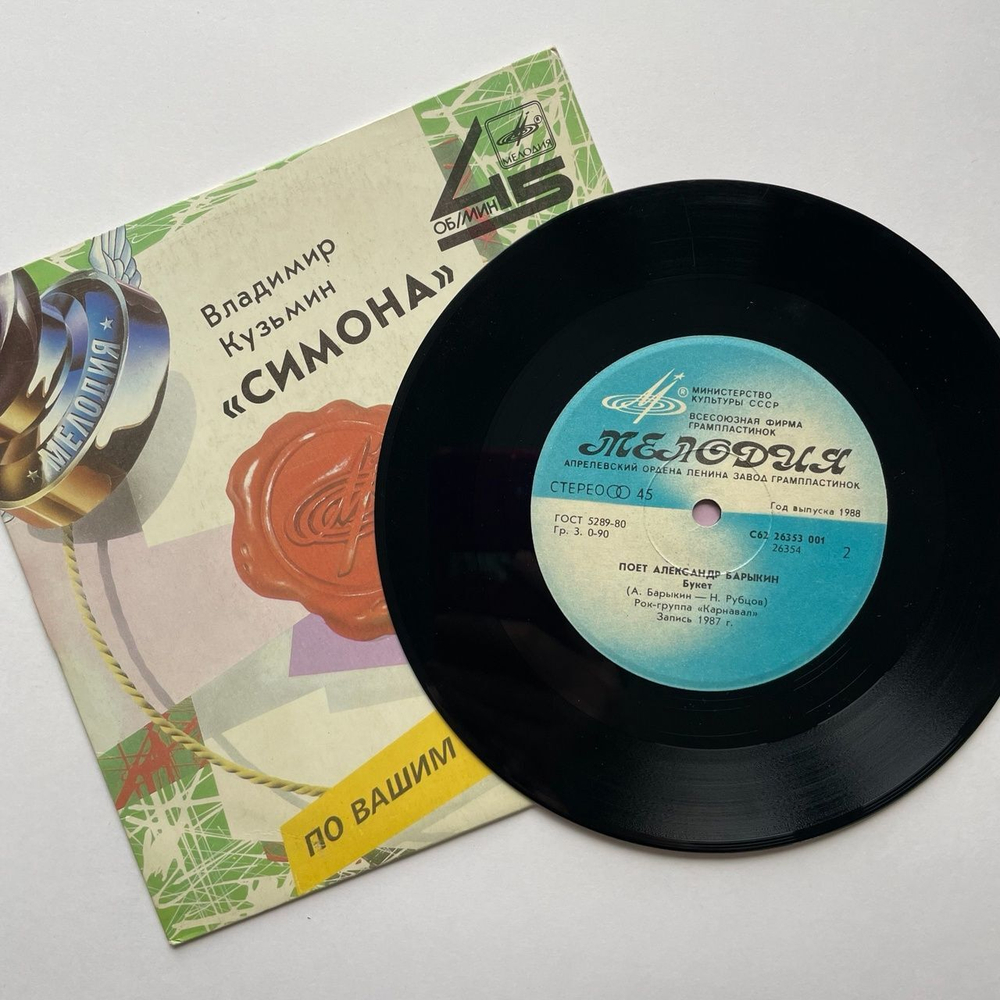 МЕЛОДИЯ
ОБ/МИН 45
Владимир
Кузьмин
«СИМОНА»
МЕЛОДИЯ
ПО ВАШИМ
® МИНИСТЕРСТВО
КУЛЬТУРЫ СССР
ВСЕСОЮЗНАЯ ФИРМА
ГРАМПЛАСТИНОК
МЕЛОДИЯ
АПРЕЛЕВСКИЙ ОРДЕНА ЛЕНИНА ЗАВОД ГРАМПЛАСТИНОК
СТЕРЕО 45
Год выпуска 1988
ГОСТ 5289-80
Гр. 3. 0-90
С62 26353 001
26354
2
ПОЕТ АЛЕКСАНДР БАРЫКИН
Букет
(А. Барыкин — Н. Рубцов)
Рок-группа «Карнавал»
Запись 1987 г.